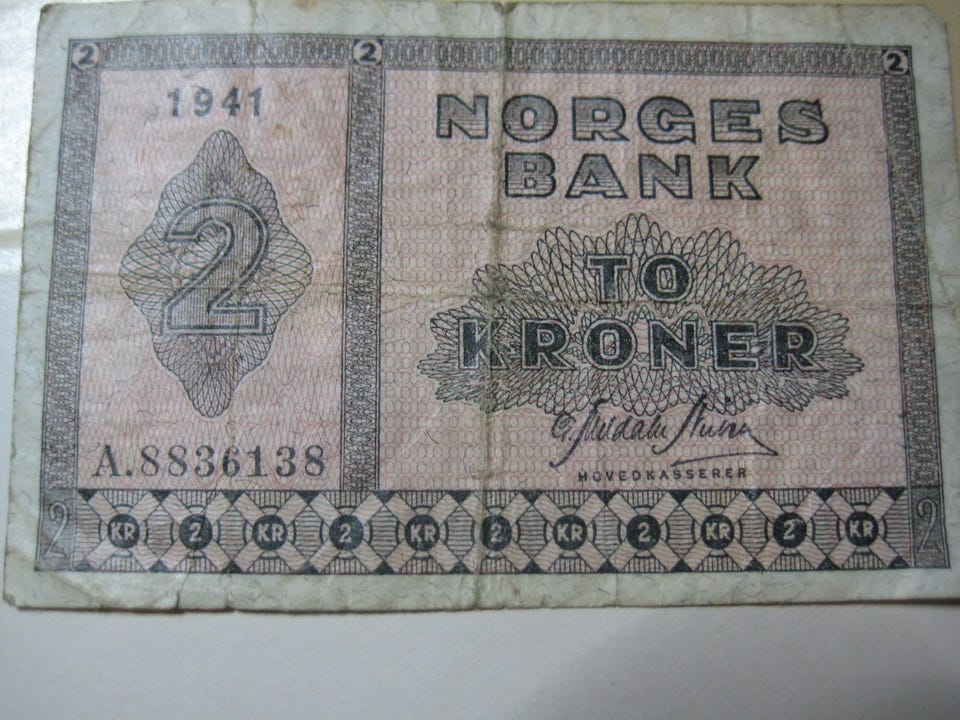 2 2 2
1941
NORGES
BANK
2
TO
KRONER
HOVEDKASSERER
A.8836138
2 KR 2 KR 2 KR 2 KR 2 KR 2 KR 2